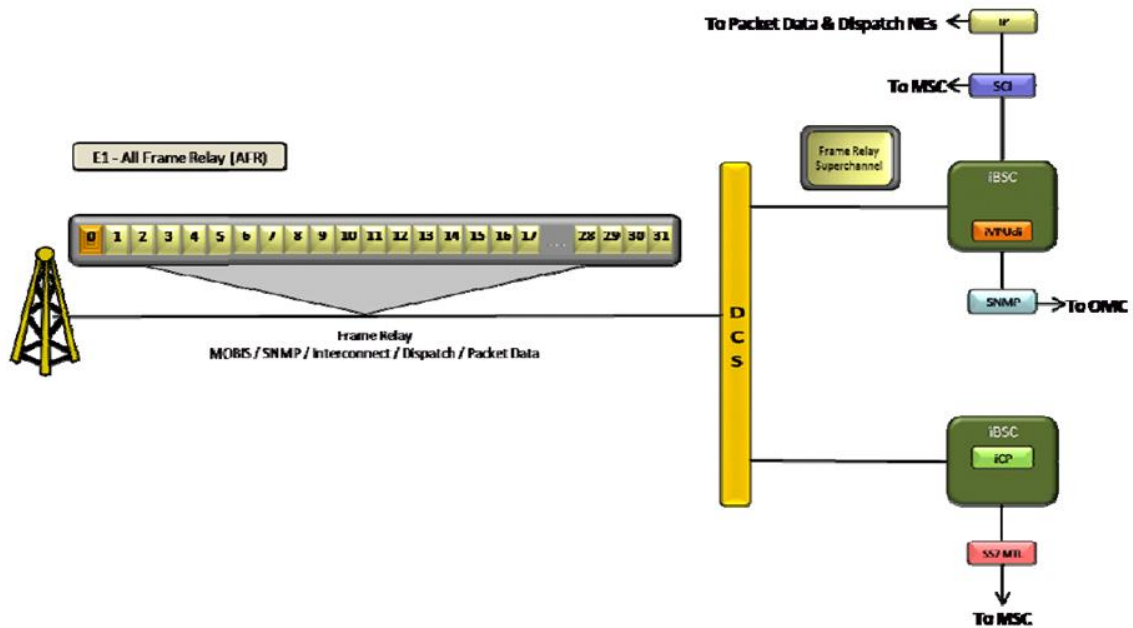 IP
To Packet Data & Dispatch NEs
To MSC
SCI
E1 - All Frame Relay (AFR)
Frame Relay
Superchannel
iBSC
iVPUdi
0 1 2 3 4 5 6 7 8 9 10 11 12 13 14 15 16 17 ... 28 29 30 31
SNMP
To OMC
DCS
Frame Relay
MOBIS / SNMP / Interconnect / Dispatch / Packet Data
iBSC
iCP
SS7 MTL
To MSC